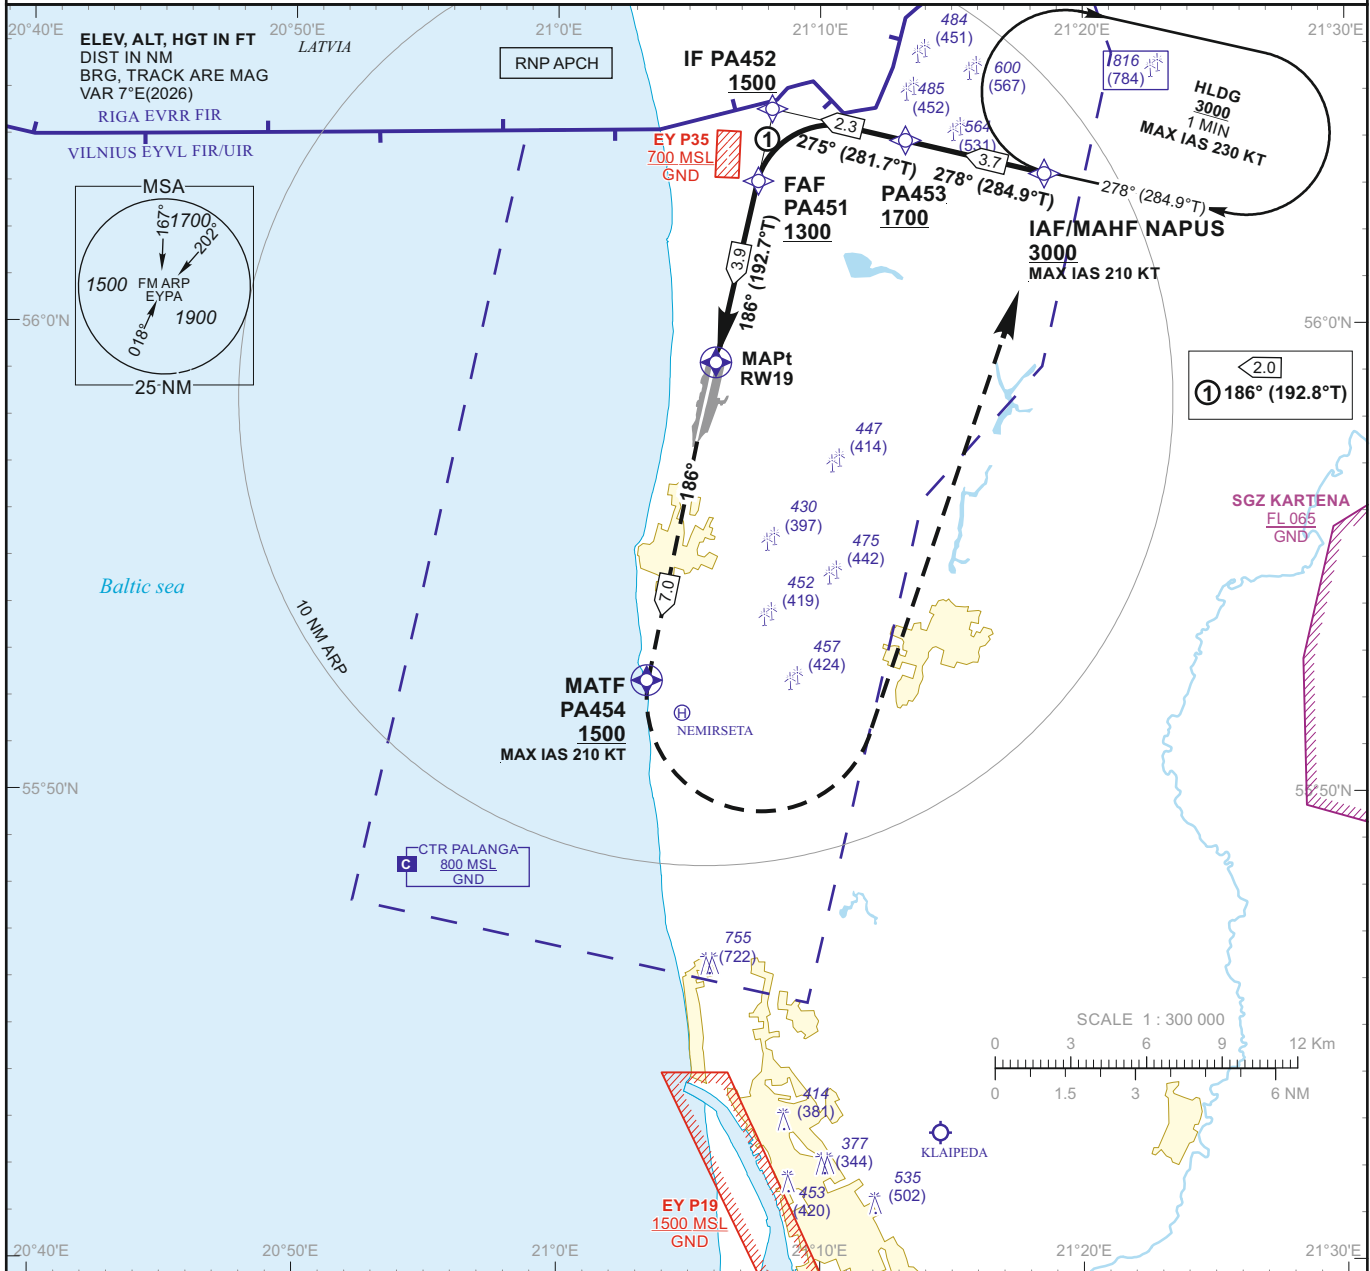 20°40'E
20°50'E
21°0'E
21°10'E
21°20'E
21°30'E
ELEV, ALT, HGT IN FT
DIST IN NM
BRG, TRACK ARE MAG
VAR 7°E(2026)
LATVIA
RNP APCH
RIGA EVRR FIR
VILNIUS EYVL FIR/UIR
IF PA452
1500
484
(451)
485
(452)
600
(567)
564
(531)
816
(784)
HLDG
3000
1 MIN
MAX IAS 230 KT
EY P35
700 MSL
GND
1
2.3
275° (281.7°T)
3.7
278° (284.9°T)
278° (284.9°T)
FAF
PA451
1300
PA453
1700
IAF/MAHF NAPUS
3000
MAX IAS 210 KT
MSA
167°
1700
202°
1500
FM ARP
EYPA
1900
018°
25 NM
3.9
186° (192.7°T)
56°0'N
56°0'N
MAPt
RW19
2.0
1 186° (192.8°T)
447
(414)
186°
430
(397)
475
(442)
452
(419)
457
(424)
SGZ KARTENA
FL 065
GND
Baltic sea
10 NM ARP
7.0
MATF
PA454
1500
MAX IAS 210 KT
H
NEMIRSETA
55°50'N
55°50'N
C
CTR PALANGA
800 MSL
GND
755
(722)
SCALE 1 : 300 000
0 3 6 9 12 Km
0 1.5 3 6 NM
414
(381)
377
(344)
KLAIPEDA
453
(420)
535
(502)
EY P19
1500 MSL
GND
20°40'E
20°50'E
21°0'E
21°10'E
21°20'E
21°30'E